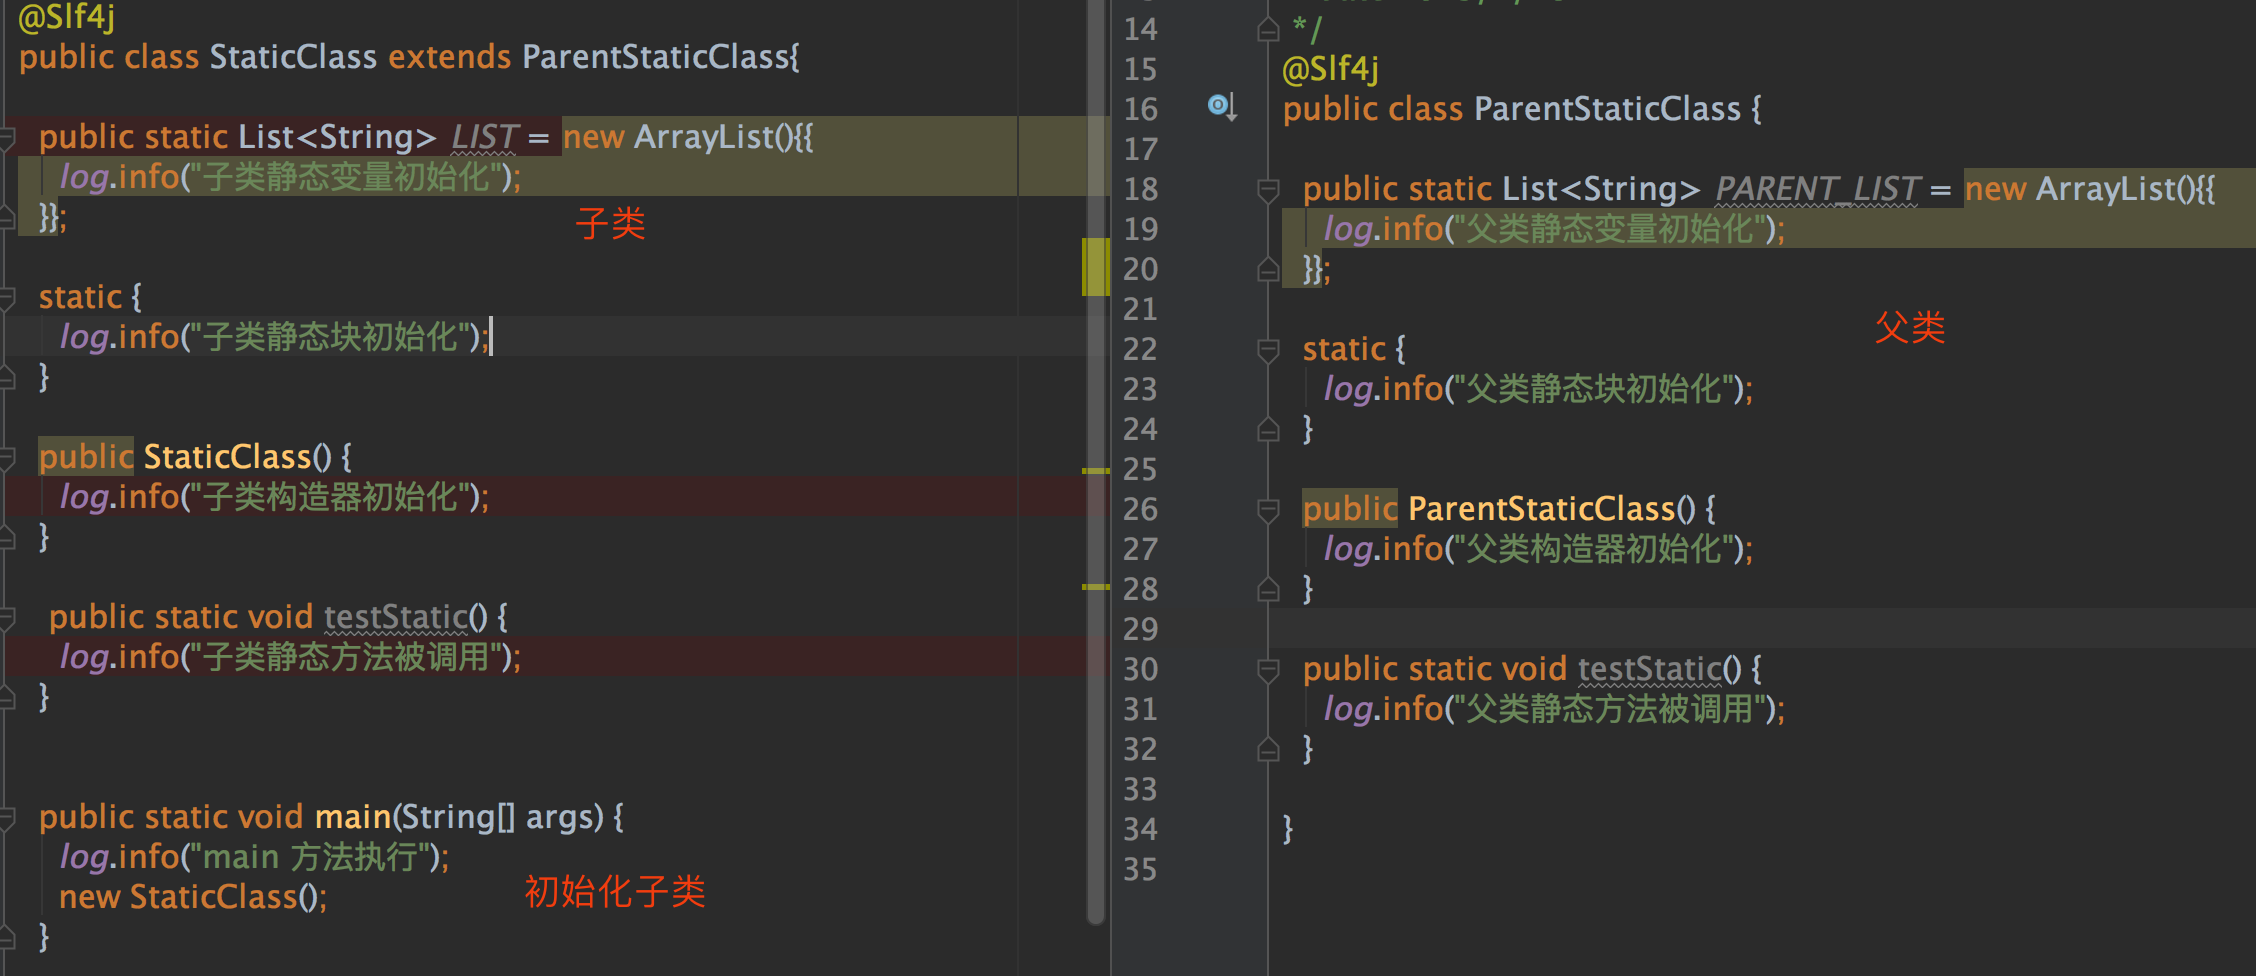 @Slf4j
public class StaticClass extends ParentStaticClass{
public static List<String> LIST = new ArrayList(){{
log.info("子类静态变量初始化");
}};
子类
static {
log.info("子类静态块初始化");
}
public StaticClass() {
log.info("子类构造器初始化");
}
public static void testStatic() {
log.info("子类静态方法被调用");
}
public static void main(String[] args) {
log.info("main 方法执行");
new StaticClass();
初始化子类
}
14 */
15 @Slf4j
16 public class ParentStaticClass {
17
18 public static List<String> PARENT_LIST = new ArrayList(){{
19 log.info("父类静态变量初始化");
20 }};
21
父类
22 static {
23 log.info("父类静态块初始化");
24 }
25
26 public ParentStaticClass() {
27 log.info("父类构造器初始化");
28 }
29
30 public static void testStatic() {
31 log.info("父类静态方法被调用");
32 }
33
34 }
35